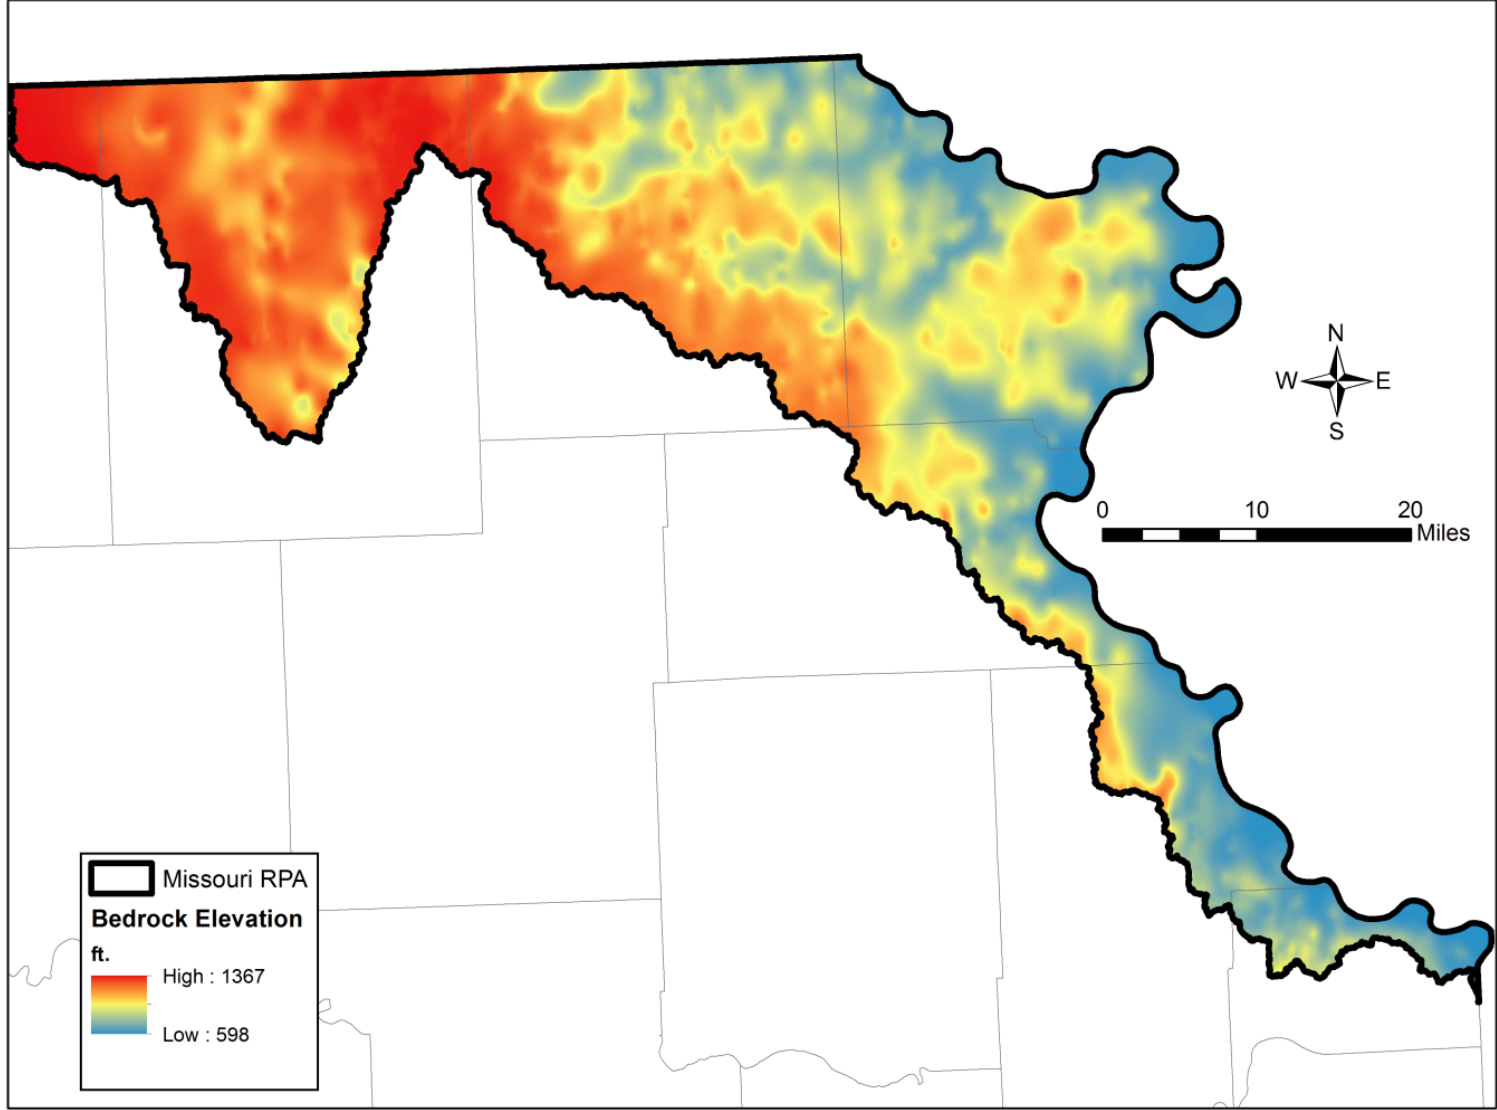 N
W E
S
0 10 20
Miles
Missouri RPA
Bedrock Elevation
ft.
High : 1367
Low : 598